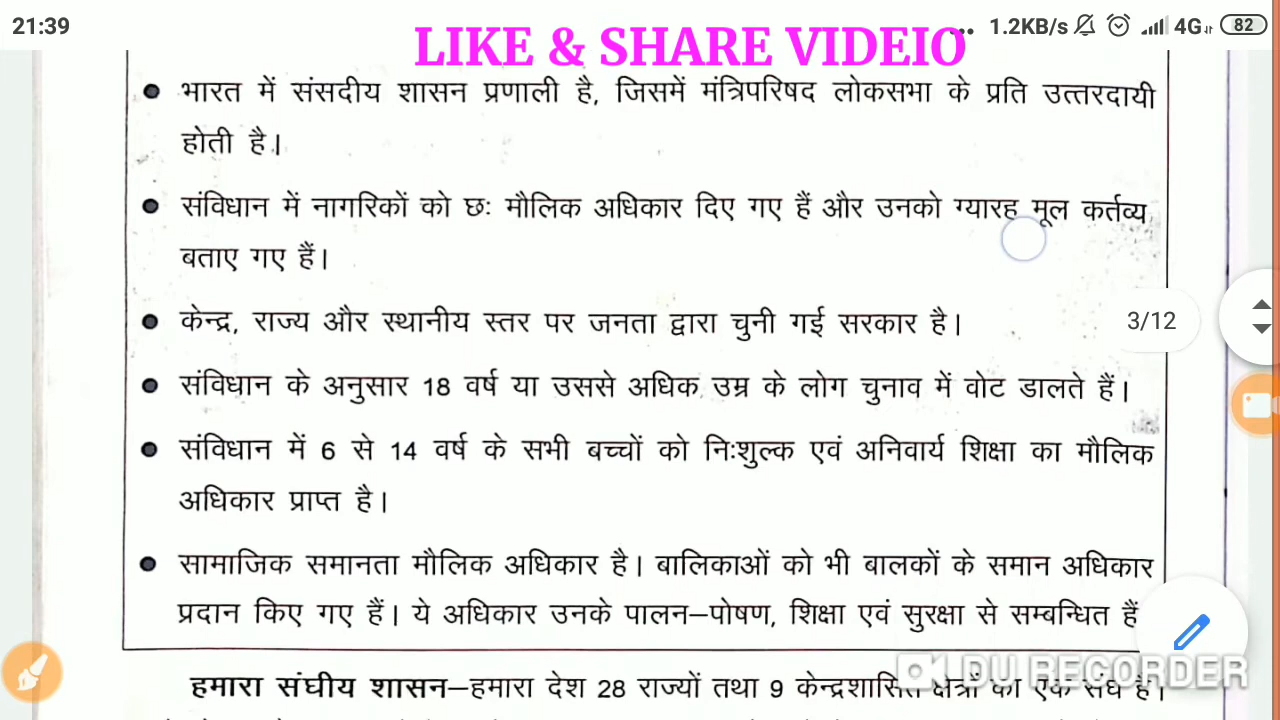 21:39
LIKE & SHARE VIDEIO
... 1.2KB/s 4G 82
भारत में संसदीय शासन प्रणाली है, जिसमें मंत्रिपरिषद लोकसभा के प्रति उत्तरदायी
होती है।
संविधान में नागरिकों को छः मौलिक अधिकार दिए गए हैं और उनको ग्यारह मूल कर्तव्य
बताए गए हैं।
केन्द्र, राज्य और स्थानीय स्तर पर जनता द्वारा चुनी गई सरकार है।
3/12
संविधान के अनुसार 18 वर्ष या उससे अधिक उम्र के लोग चुनाव में वोट डालते हैं।
संविधान में 6 से 14 वर्ष के सभी बच्चों को निःशुल्क एवं अनिवार्य शिक्षा का मौलिक
अधिकार प्राप्त है।
सामाजिक समानता मौलिक अधिकार है। बालिकाओं को भी बालकों के समान अधिकार
प्रदान किए गए हैं। ये अधिकार उनके पालन–पोषण, शिक्षा एवं सुरक्षा से सम्बन्धित हैं
DU RECORDER
हमारा संघीय शासन–हमारा देश 28 राज्यों तथा 9 केन्द्रशासित क्षेत्रों का एक संघ है।